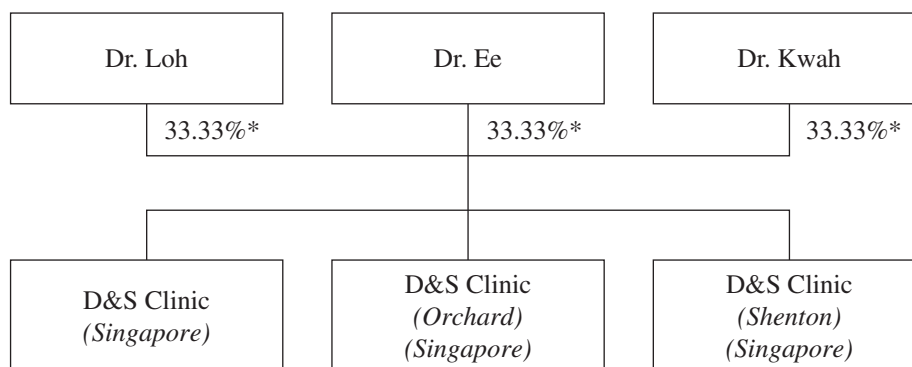 Dr. Loh
Dr. Ee
Dr. Kwah
33.33%*
33.33%*
33.33%*
D&S Clinic
(Singapore)
D&S Clinic
(Orchard)
(Singapore)
D&S Clinic
(Shenton)
(Singapore)